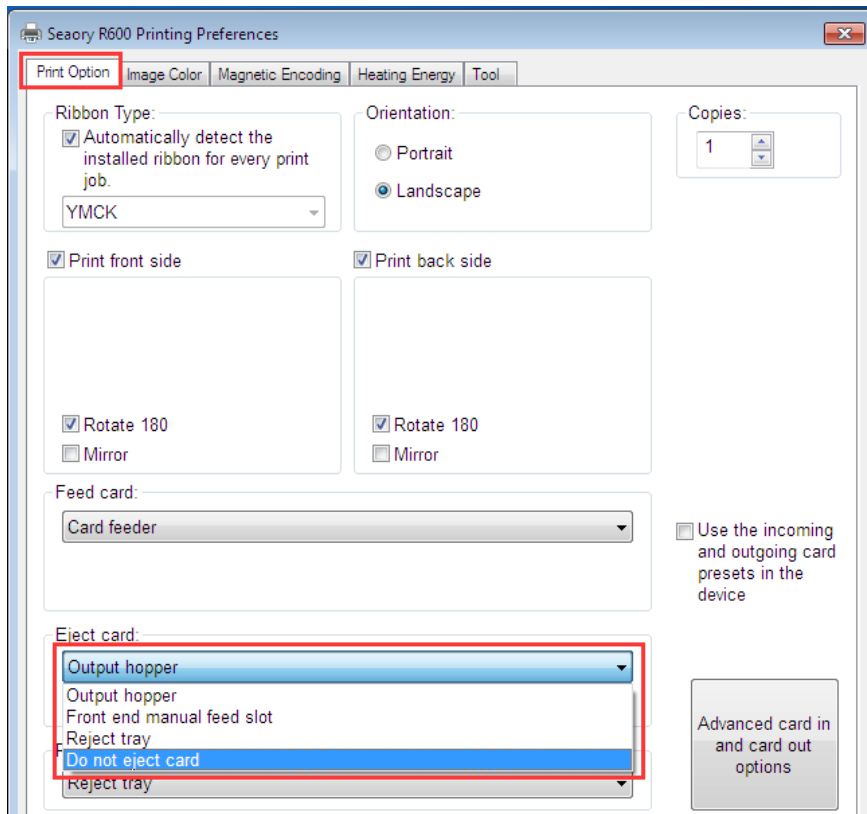 Seaory R600 Printing Preferences
Print Option
Image Color
Magnetic Encoding
Heating Energy
Tool
Ribbon Type:
Automatically detect the
installed ribbon for every print
job.
YMCK
Orientation:
Portrait
Landscape
Copies:
1
Print front side
Rotate 180
Mirror
Print back side
Rotate 180
Mirror
Feed card:
Card feeder
Use the incoming
and outgoing card
presets in the
device
Eject card:
Output hopper
Output hopper
Front end manual feed slot
Reject tray
Do not eject card
Reject tray
Advanced card in
and card out
options